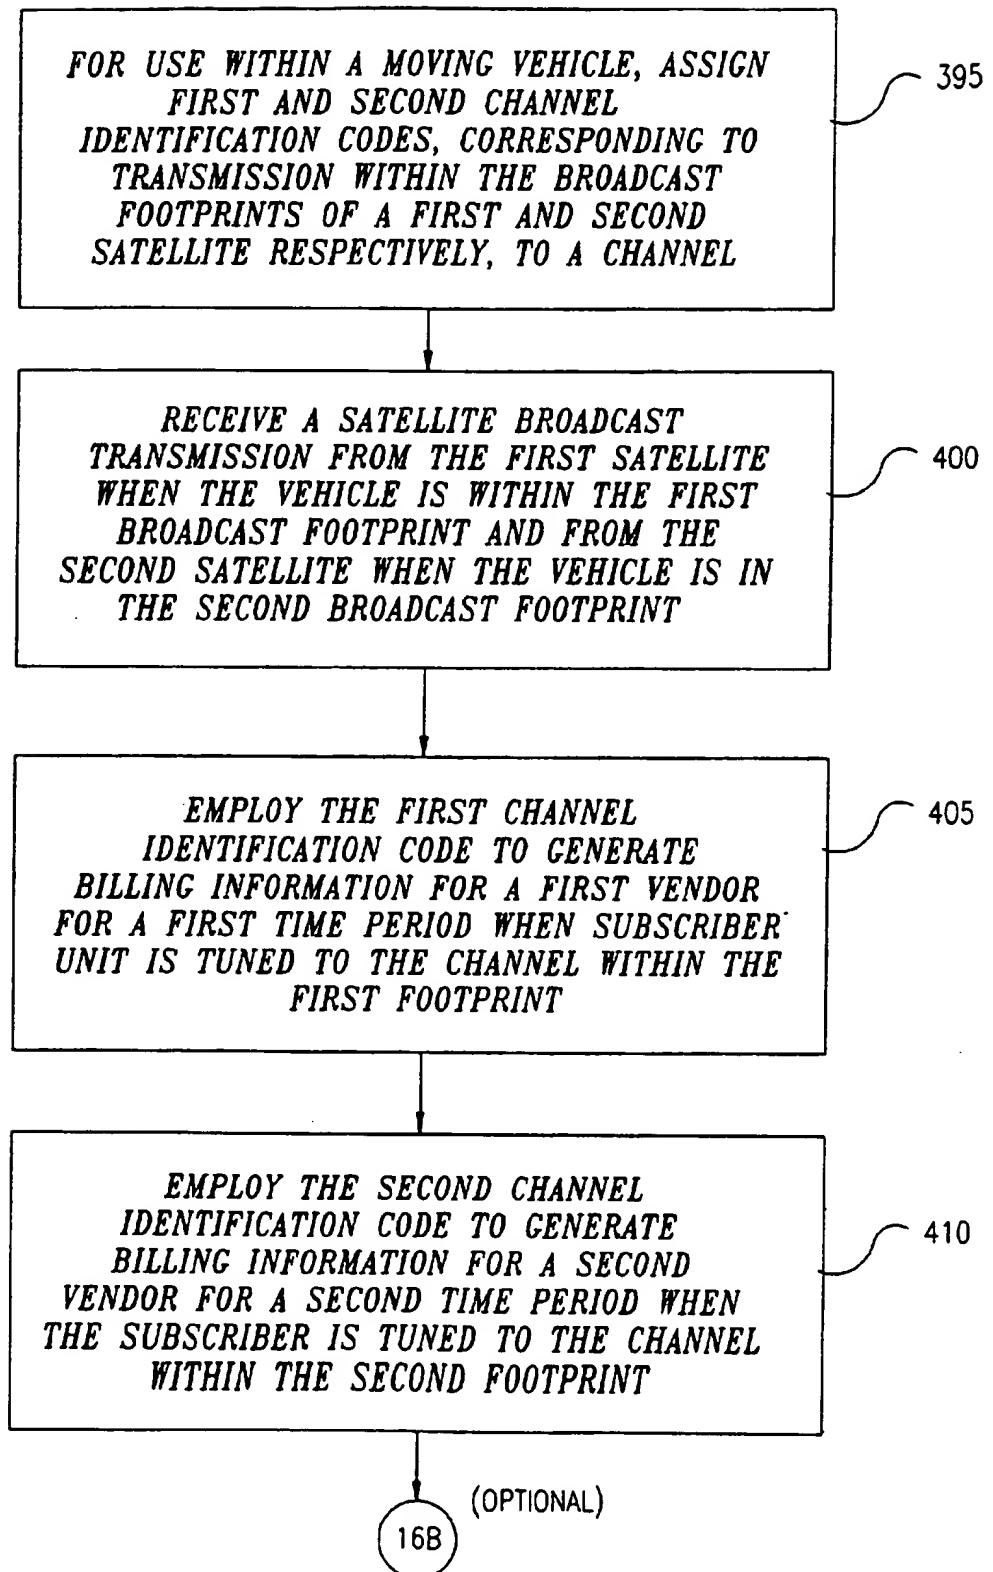 FOR USE WITHIN A MOVING VEHICLE, ASSIGN
FIRST AND SECOND CHANNEL
IDENTIFICATION CODES, CORRESPONDING TO
TRANSMISSION WITHIN THE BROADCAST
FOOTPRINTS OF A FIRST AND SECOND
SATELLITE RESPECTIVELY, TO A CHANNEL
395
RECEIVE A SATELLITE BROADCAST
TRANSMISSION FROM THE FIRST SATELLITE
WHEN THE VEHICLE IS WITHIN THE FIRST
BROADCAST FOOTPRINT AND FROM THE
SECOND SATELLITE WHEN THE VEHICLE IS IN
THE SECOND BROADCAST FOOTPRINT
400
EMPLOY THE FIRST CHANNEL
IDENTIFICATION CODE TO GENERATE
BILLING INFORMATION FOR A FIRST VENDOR
FOR A FIRST TIME PERIOD WHEN SUBSCRIBER
UNIT IS TUNED TO THE CHANNEL WITHIN THE
FIRST FOOTPRINT
405
EMPLOY THE SECOND CHANNEL
IDENTIFICATION CODE TO GENERATE
BILLING INFORMATION FOR A SECOND
VENDOR FOR A SECOND TIME PERIOD WHEN
THE SUBSCRIBER IS TUNED TO THE CHANNEL
WITHIN THE SECOND FOOTPRINT
410
(OPTIONAL)
16B